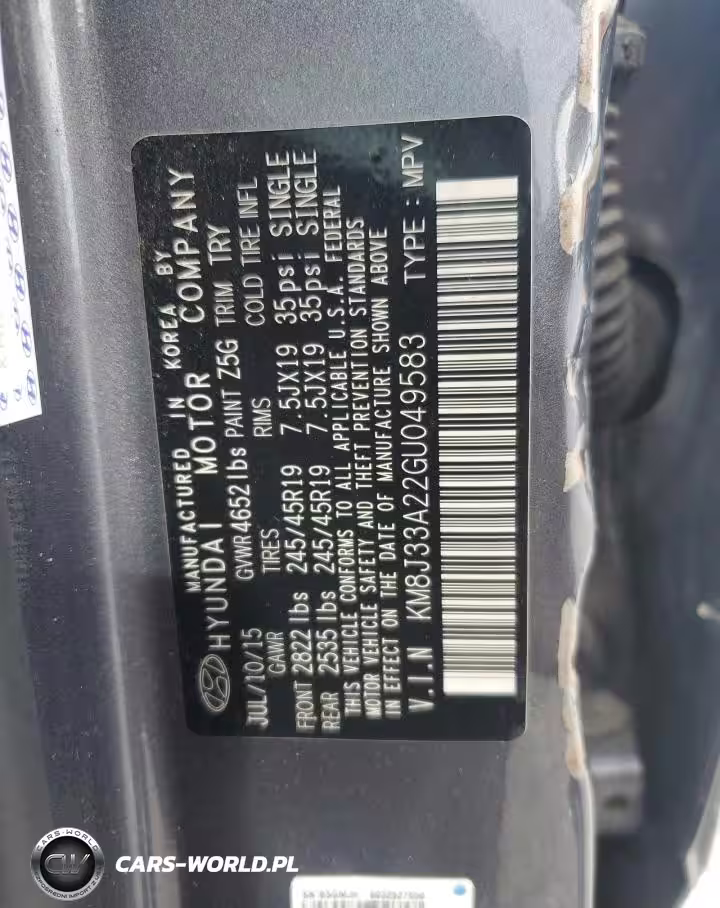 MANUFACTURED IN KOREA BY
HYUNDAI MOTOR COMPANY
JUL/10/15 GVWR 4652 lbs PAINT Z5G TRIM TRY
GAWR TIRES RIMS COLD TIRE INFL
FRONT 2822 lbs 245/45R19 7.5JX19 35psi SINGLE
REAR 2535 lbs 245/45R19 7.5JX19 35psi SINGLE
THIS VEHICLE CONFORMS TO ALL APPLICABLE U.S.A. FEDERAL
MOTOR VEHICLE SAFETY AND THEFT PREVENTION STANDARDS
IN EFFECT ON THE DATE OF MANUFACTURE SHOWN ABOVE
V.I.N KM8J33A22GU049583 TYPE : MPV
CARS-WORLD
CW
CARS-WORLD.PL